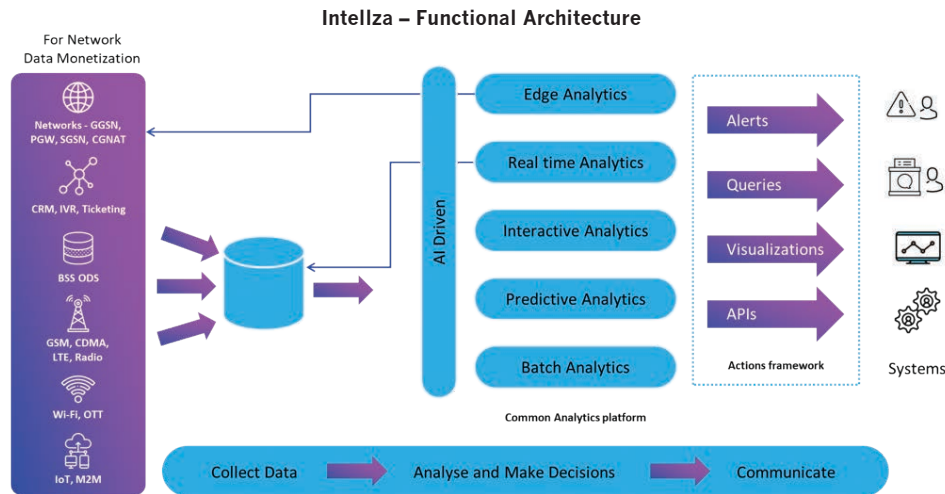 Intellza – Functional Architecture
For Network
Data Monetization
Networks - GGSN,
PGW, SGSN, CGNAT
CRM, IVR, Ticketing
BSS ODS
GSM, CDMA,
LTE, Radio
Wi-Fi, OTT
IoT, M2M
AI Driven
Edge Analytics
Real time Analytics
Interactive Analytics
Predictive Analytics
Batch Analytics
Common Analytics platform
Alerts
Queries
Visualizations
APIs
Actions framework
Systems
Collect Data
Analyse and Make Decisions
Communicate